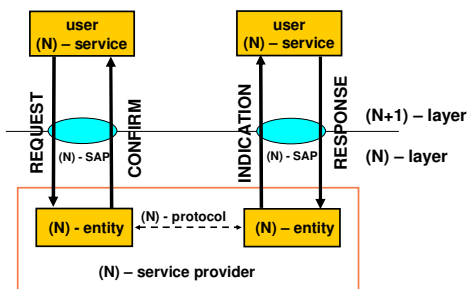 user
(N) – service
user
(N) – service
REQUEST
CONFIRM
INDICATION
RESPONSE
(N+1) – layer
(N) - SAP
(N) - SAP
(N) – layer
(N) - protocol
(N) - entity
(N) – entity
(N) – service provider